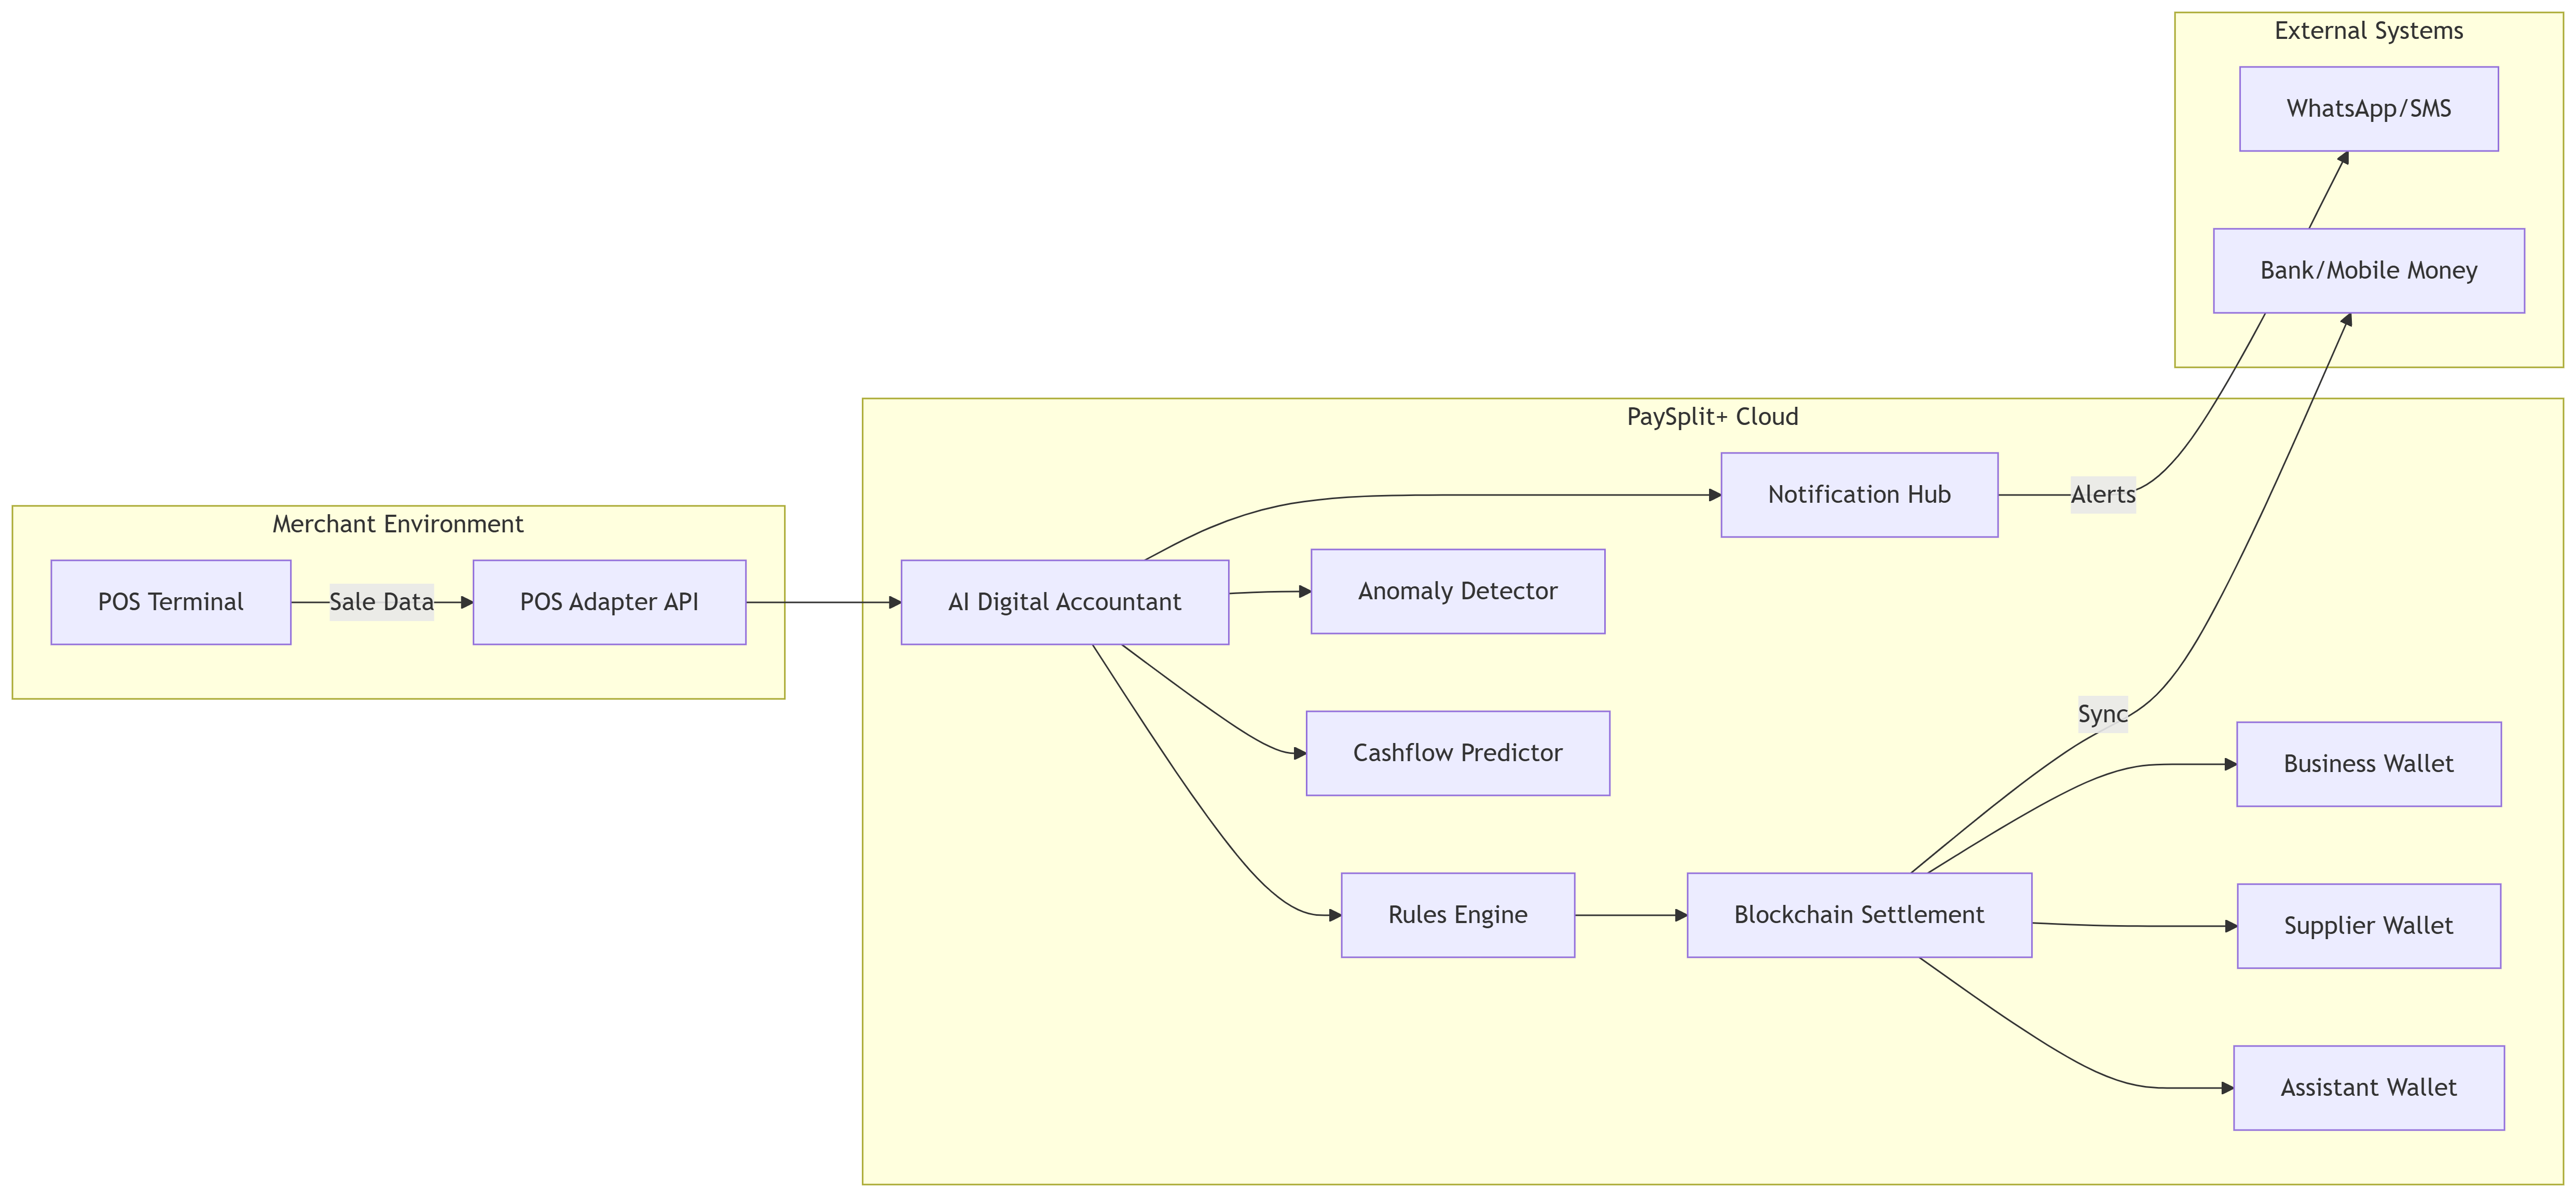 External Systems
WhatsApp/SMS
Bank/Mobile Money
PaySplit+ Cloud
Notification Hub
Alerts
Merchant Environment
POS Terminal
Sale Data
POS Adapter API
AI Digital Accountant
Anomaly Detector
Cashflow Predictor
Sync
Business Wallet
Rules Engine
Blockchain Settlement
Supplier Wallet
Assistant Wallet